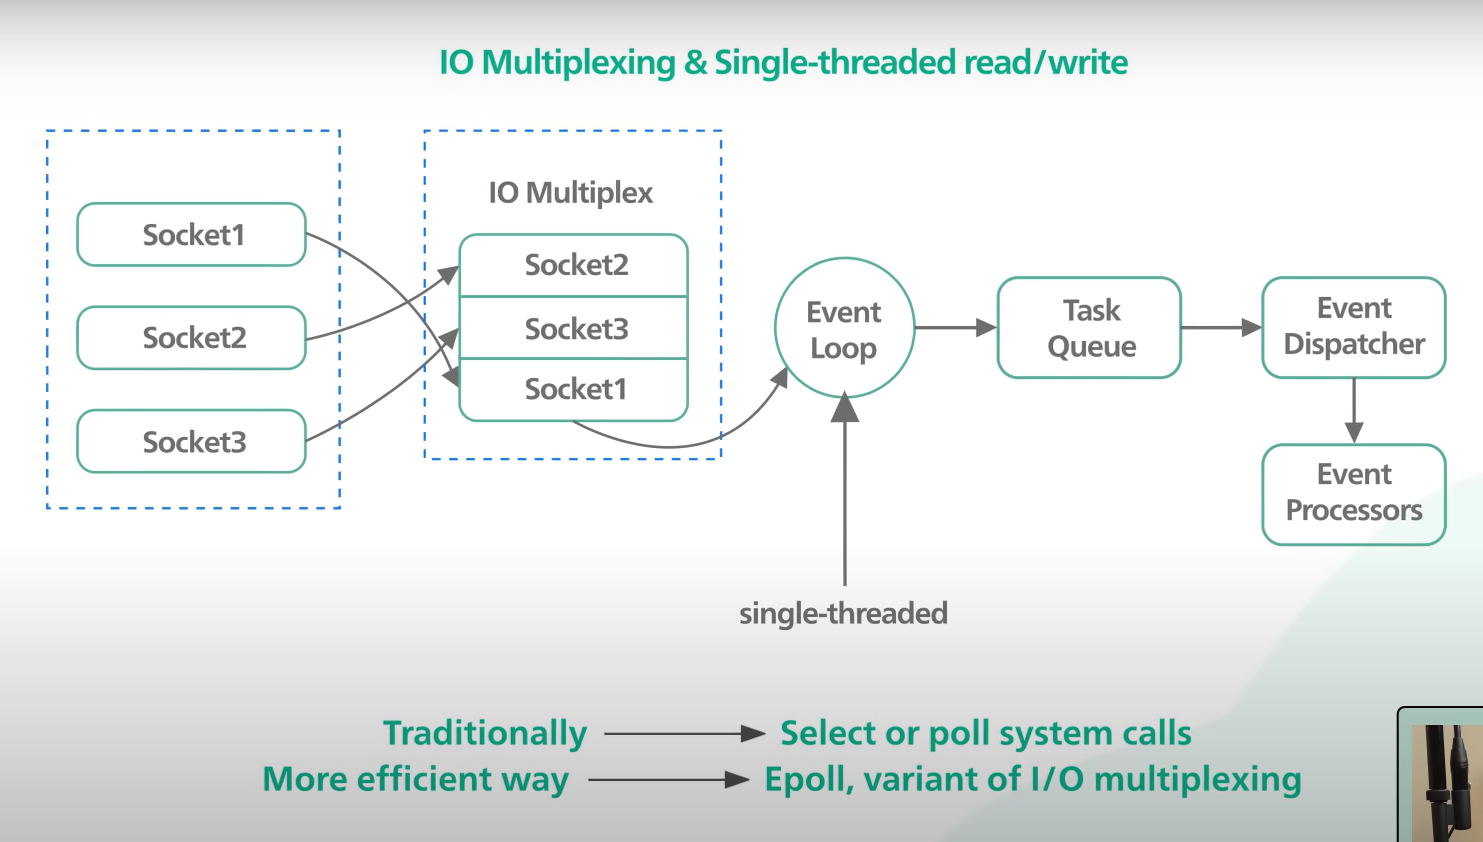 IO Multiplexing & Single-threaded read/write
Socket1
Socket2
Socket3
IO Multiplex
Socket2
Socket3
Socket1
Event
Loop
Task
Queue
Event
Dispatcher
Event
Processors
single-threaded
Traditionally
Select or poll system calls
More efficient way
Epoll, variant of I/O multiplexing